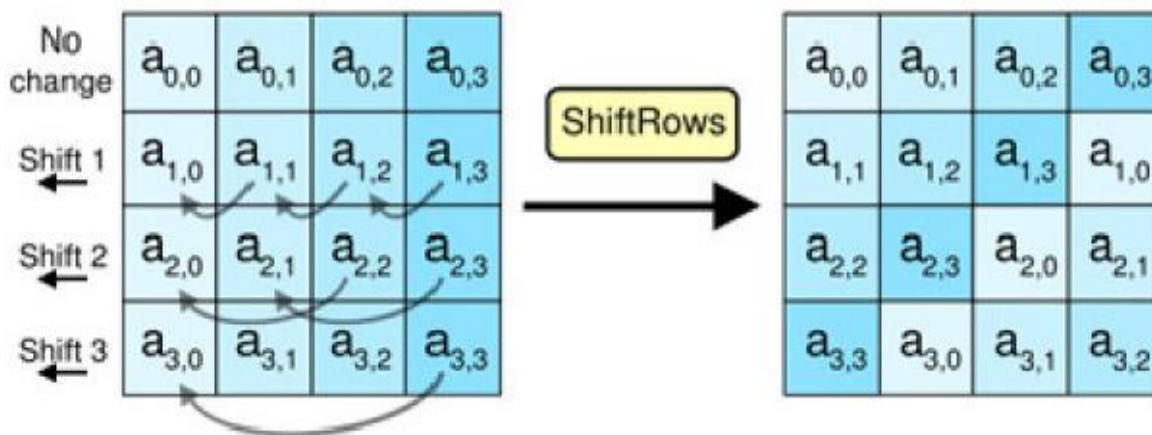 No
change
a0,0 a0,1 a0,2 a0,3
Shift 1
a1,0 a1,1 a1,2 a1,3
Shift 2
a2,0 a2,1 a2,2 a2,3
Shift 3
a3,0 a3,1 a3,2 a3,3
ShiftRows
a0,0 a0,1 a0,2 a0,3
a1,1 a1,2 a1,3 a1,0
a2,2 a2,3 a2,0 a2,1
a3,3 a3,0 a3,1 a3,2